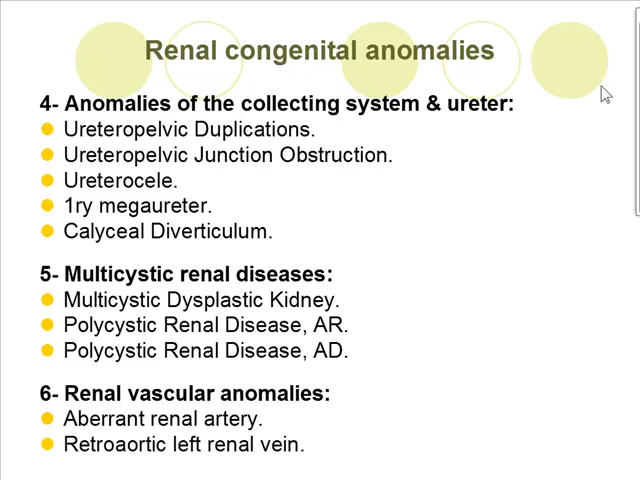 Renal congenital anomalies
4- Anomalies of the collecting system & ureter:
Ureteropelvic Duplications.
Ureteropelvic Junction Obstruction.
Ureterocele.
1ry megaureter.
Calyceal Diverticulum.
5- Multicystic renal diseases:
Multicystic Dysplastic Kidney.
Polycystic Renal Disease, AR.
Polycystic Renal Disease, AD.
6- Renal vascular anomalies:
Aberrant renal artery.
Retroaortic left renal vein.